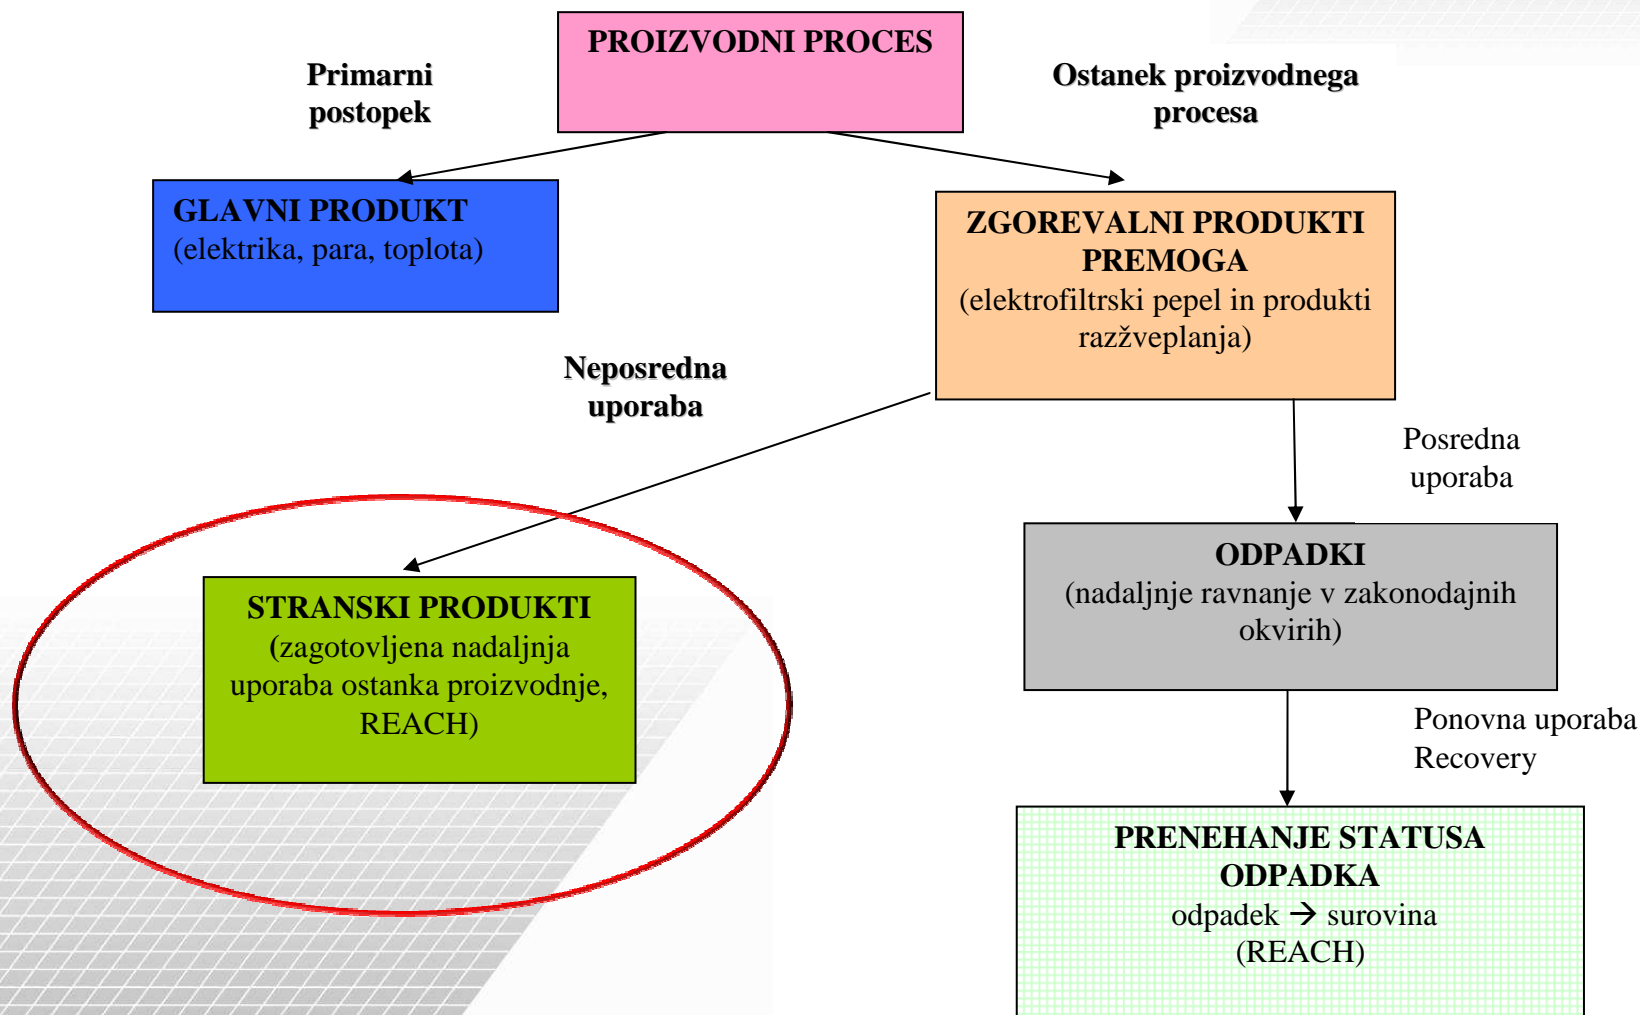 PROIZVODNI PROCES
Primarni
postopek
Ostanek proizvodnega
procesa
GLAVNI PRODUKT
(elektrika, para, toplota)
ZGOREVALNI PRODUKTI
PREMOGA
(elektrofiltrski pepel in produkti
razžveplanja)
Neposredna
uporaba
Posredna
uporaba
STRANSKI PRODUKTI
(zagotovljena nadaljnja
uporaba ostanka proizvodnje,
REACH)
ODPADKI
(nadaljnje ravnanje v zakonodajnih
okvirih)
Ponovna uporaba
Recovery
PRENEHANJE STATUSA
ODPADKA
odpadek → surovina
(REACH)